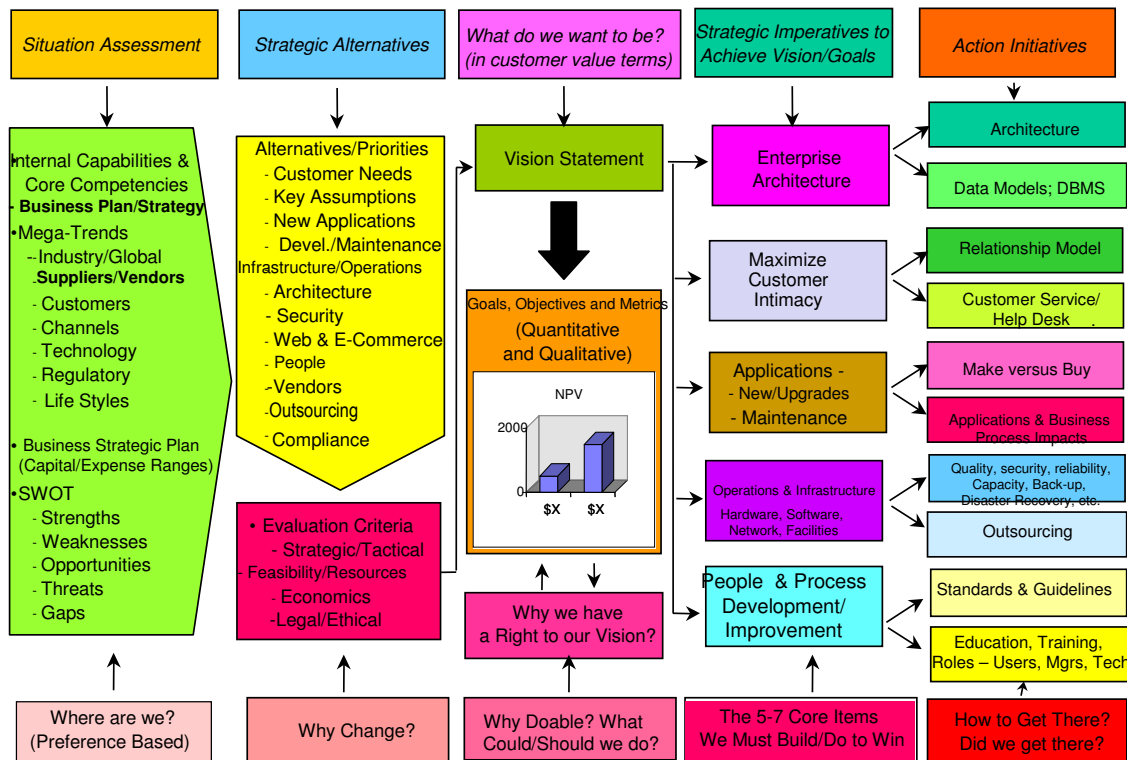 Situation Assessment
Strategic Alternatives
What do we want to be?
(in customer value terms)
Strategic Imperatives to
Achieve Vision/Goals
Action Initiatives
•Internal Capabilities &
Core Competencies
- Business Plan/Strategy
•Mega-Trends
-- Industry/Global
- Suppliers/Vendors
- Customers
- Channels
- Technology
- Regulatory
- Life Styles
• Business Strategic Plan
(Capital/Expense Ranges)
•SWOT
- Strengths
- Weaknesses
- Opportunities
- Threats
- Gaps
Where are we?
(Preference Based)
Alternatives/Priorities
- Customer Needs
- Key Assumptions
- New Applications
- Devel./Maintenance
Infrastructure/Operations
- Architecture
- Security
- Web & E-Commerce
- People
-- Vendors
- Outsourcing
- Compliance
• Evaluation Criteria
- Strategic/Tactical
- Feasibility/Resources
- Economics
-Legal/Ethical
Why Change?
Vision Statement
Goals, Objectives and Metrics
(Quantitative
and Qualitative)
NPV
2000
0
$X $X
Why we have
a Right to our Vision?
Why Doable? What
Could/Should we do?
Enterprise
Architecture
Maximize
Customer
Intimacy
Applications -
- New/Upgrades
- Maintenance
Operations & Infrastructure
Hardware, Software,
Network, Facilities
People & Process
Development/
Improvement
The 5-7 Core Items
We Must Build/Do to Win
Architecture
Data Models; DBMS
Relationship Model
Customer Service/
Help Desk .
Make versus Buy
Applications & Business
Process Impacts
Quality, security, reliability,
Capacity, Back-up,
Disaster Recovery, etc.
Outsourcing
Standards & Guidelines
Education, Training,
Roles – Users, Mgrs, Tech
How to Get There?
Did we get there?